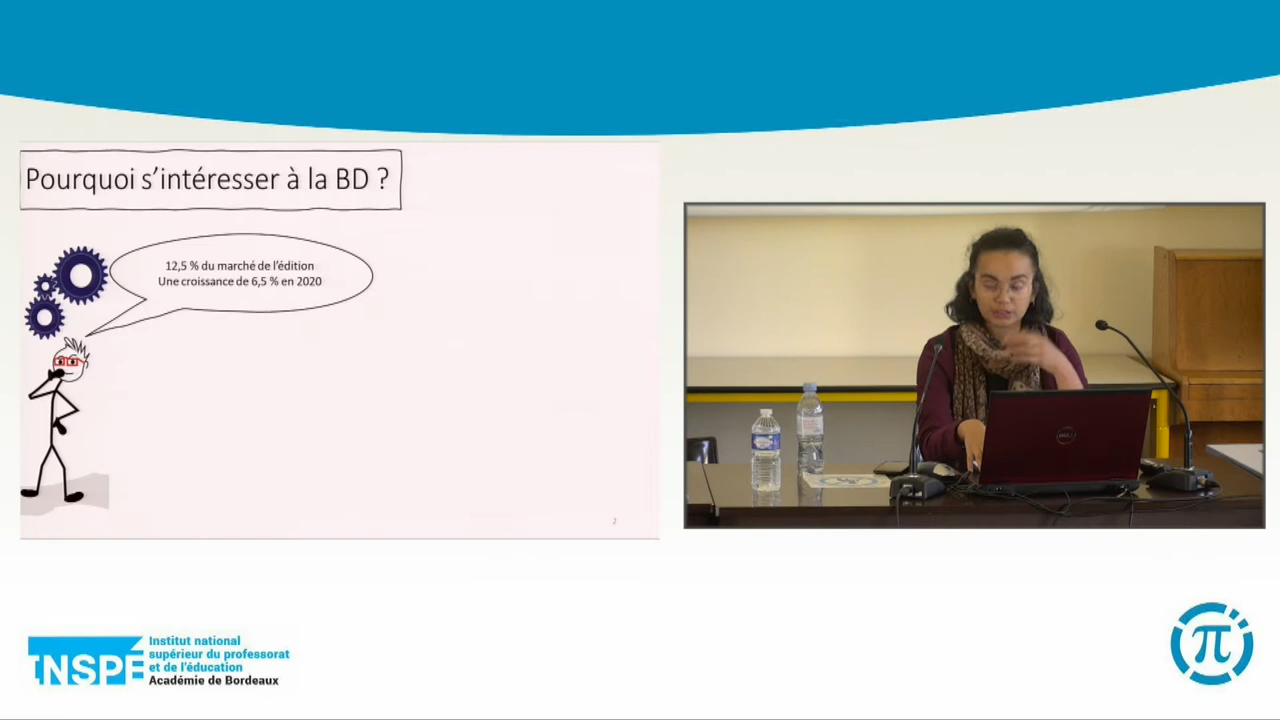 Pourquoi s’intéresser à la BD ?
12,5 % du marché de l’édition
Une croissance de 6,5 % en 2020
2
DELL
INSPÉ
Institut national
supérieur du professorat
et de l’éducation
Académie de Bordeaux
π